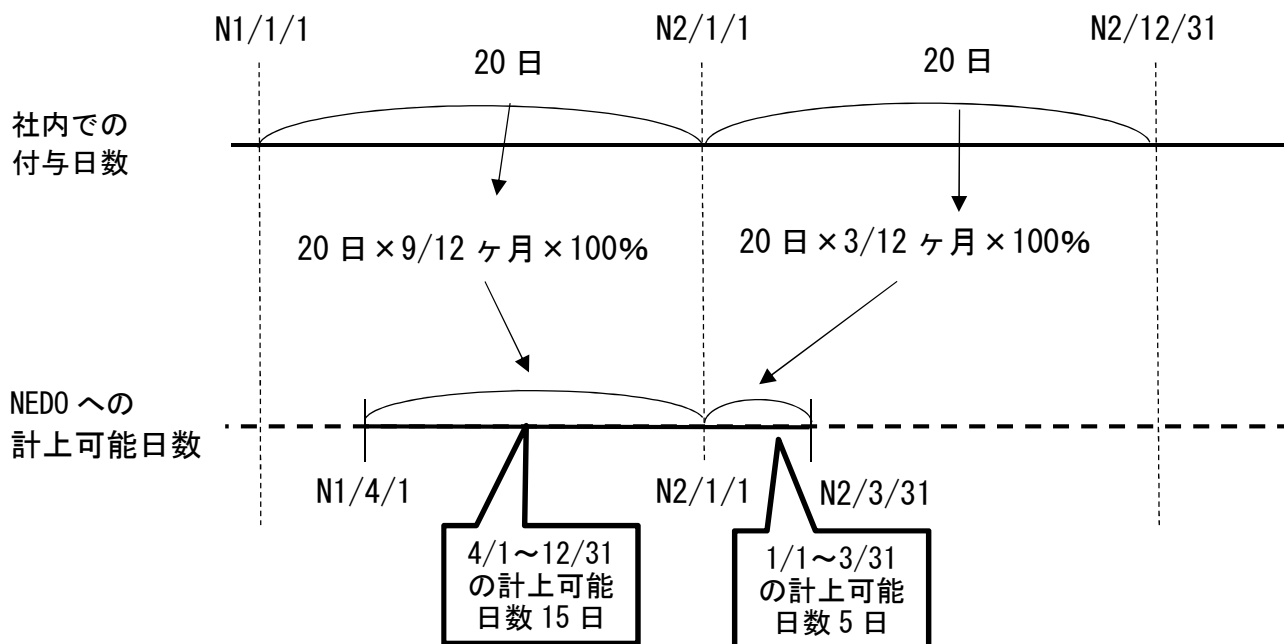 N1/1/1
N2/1/1
N2/12/31
20 日
20 日
社内での
付与日数
20 日×9/12 ヶ月×100%
20 日×3/12 ヶ月×100%
NEDO への
計上可能日数
N1/4/1
N2/1/1
N2/3/31
4/1～12/31
の計上可能
日数 15 日
1/1～3/31
の計上可能
日数 5 日